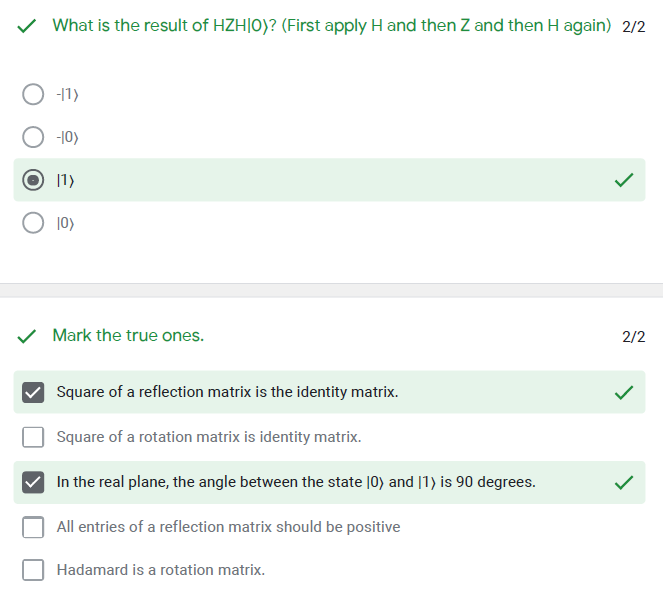 What is the result of HZH|0⟩? (First apply H and then Z and then H again) 2/2
-|1⟩
-|0⟩
|1⟩
|0⟩
Mark the true ones. 2/2
Square of a reflection matrix is the identity matrix.
Square of a rotation matrix is identity matrix.
In the real plane, the angle between the state |0⟩ and |1⟩ is 90 degrees.
All entries of a reflection matrix should be positive
Hadamard is a rotation matrix.